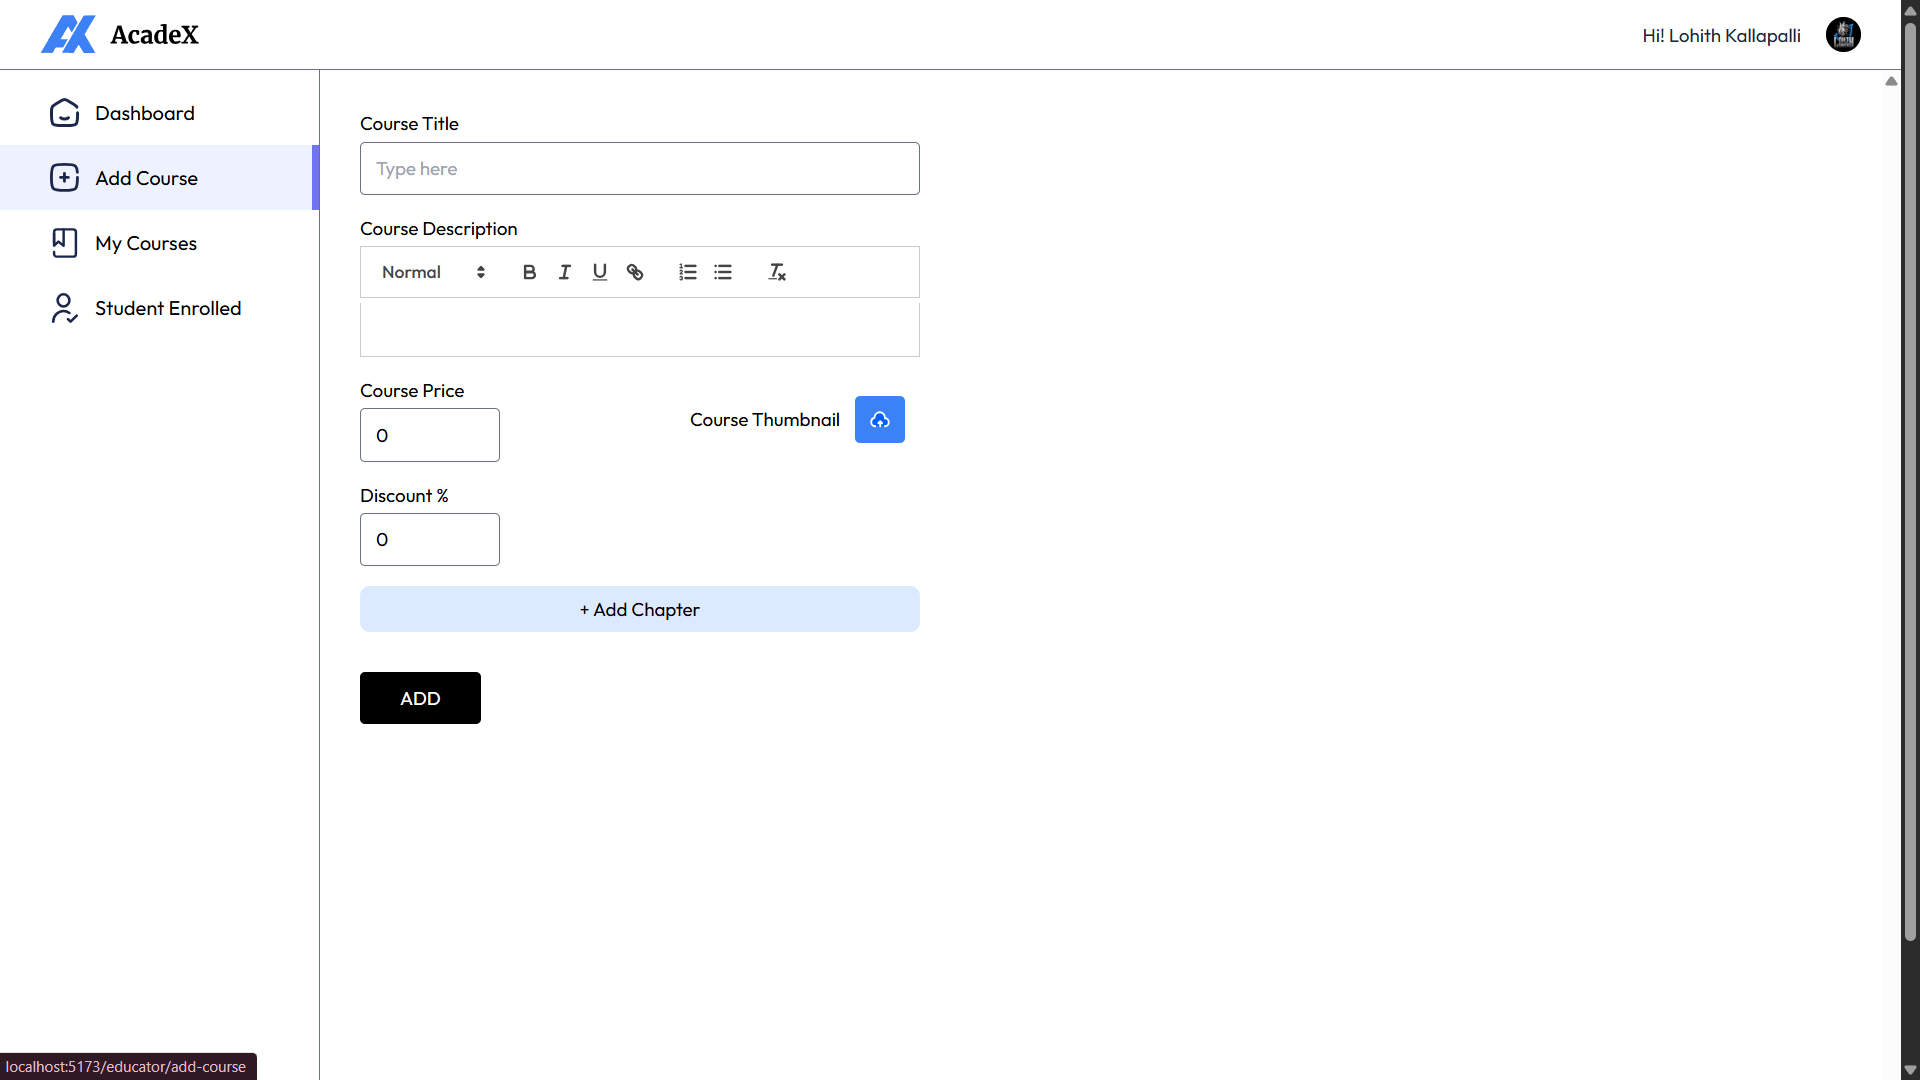 AcadeX
Hi! Lohith Kallapalli
Dashboard
Add Course
My Courses
Student Enrolled
Course Title
Type here
Course Description
Normal
Course Price
0
Course Thumbnail
Discount %
0
+ Add Chapter
ADD
localhost:5173/educator/add-course